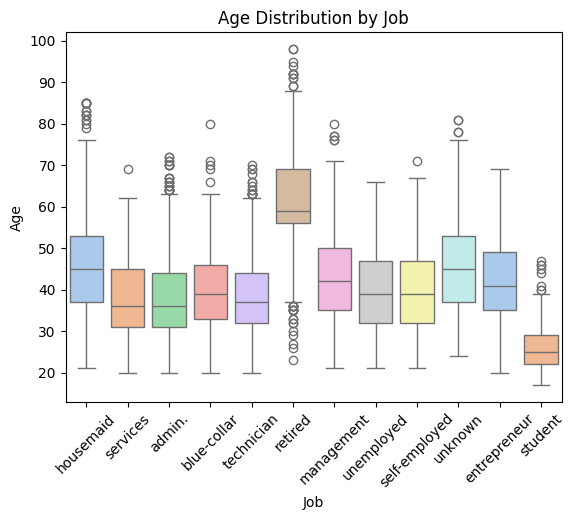 Age Distribution by Job
Age
100
90
80
70
60
50
40
30
20
housemaid
services
admin.
blue-collar
technician
retired
management
unemployed
self-employed
unknown
entrepreneur
student
Job